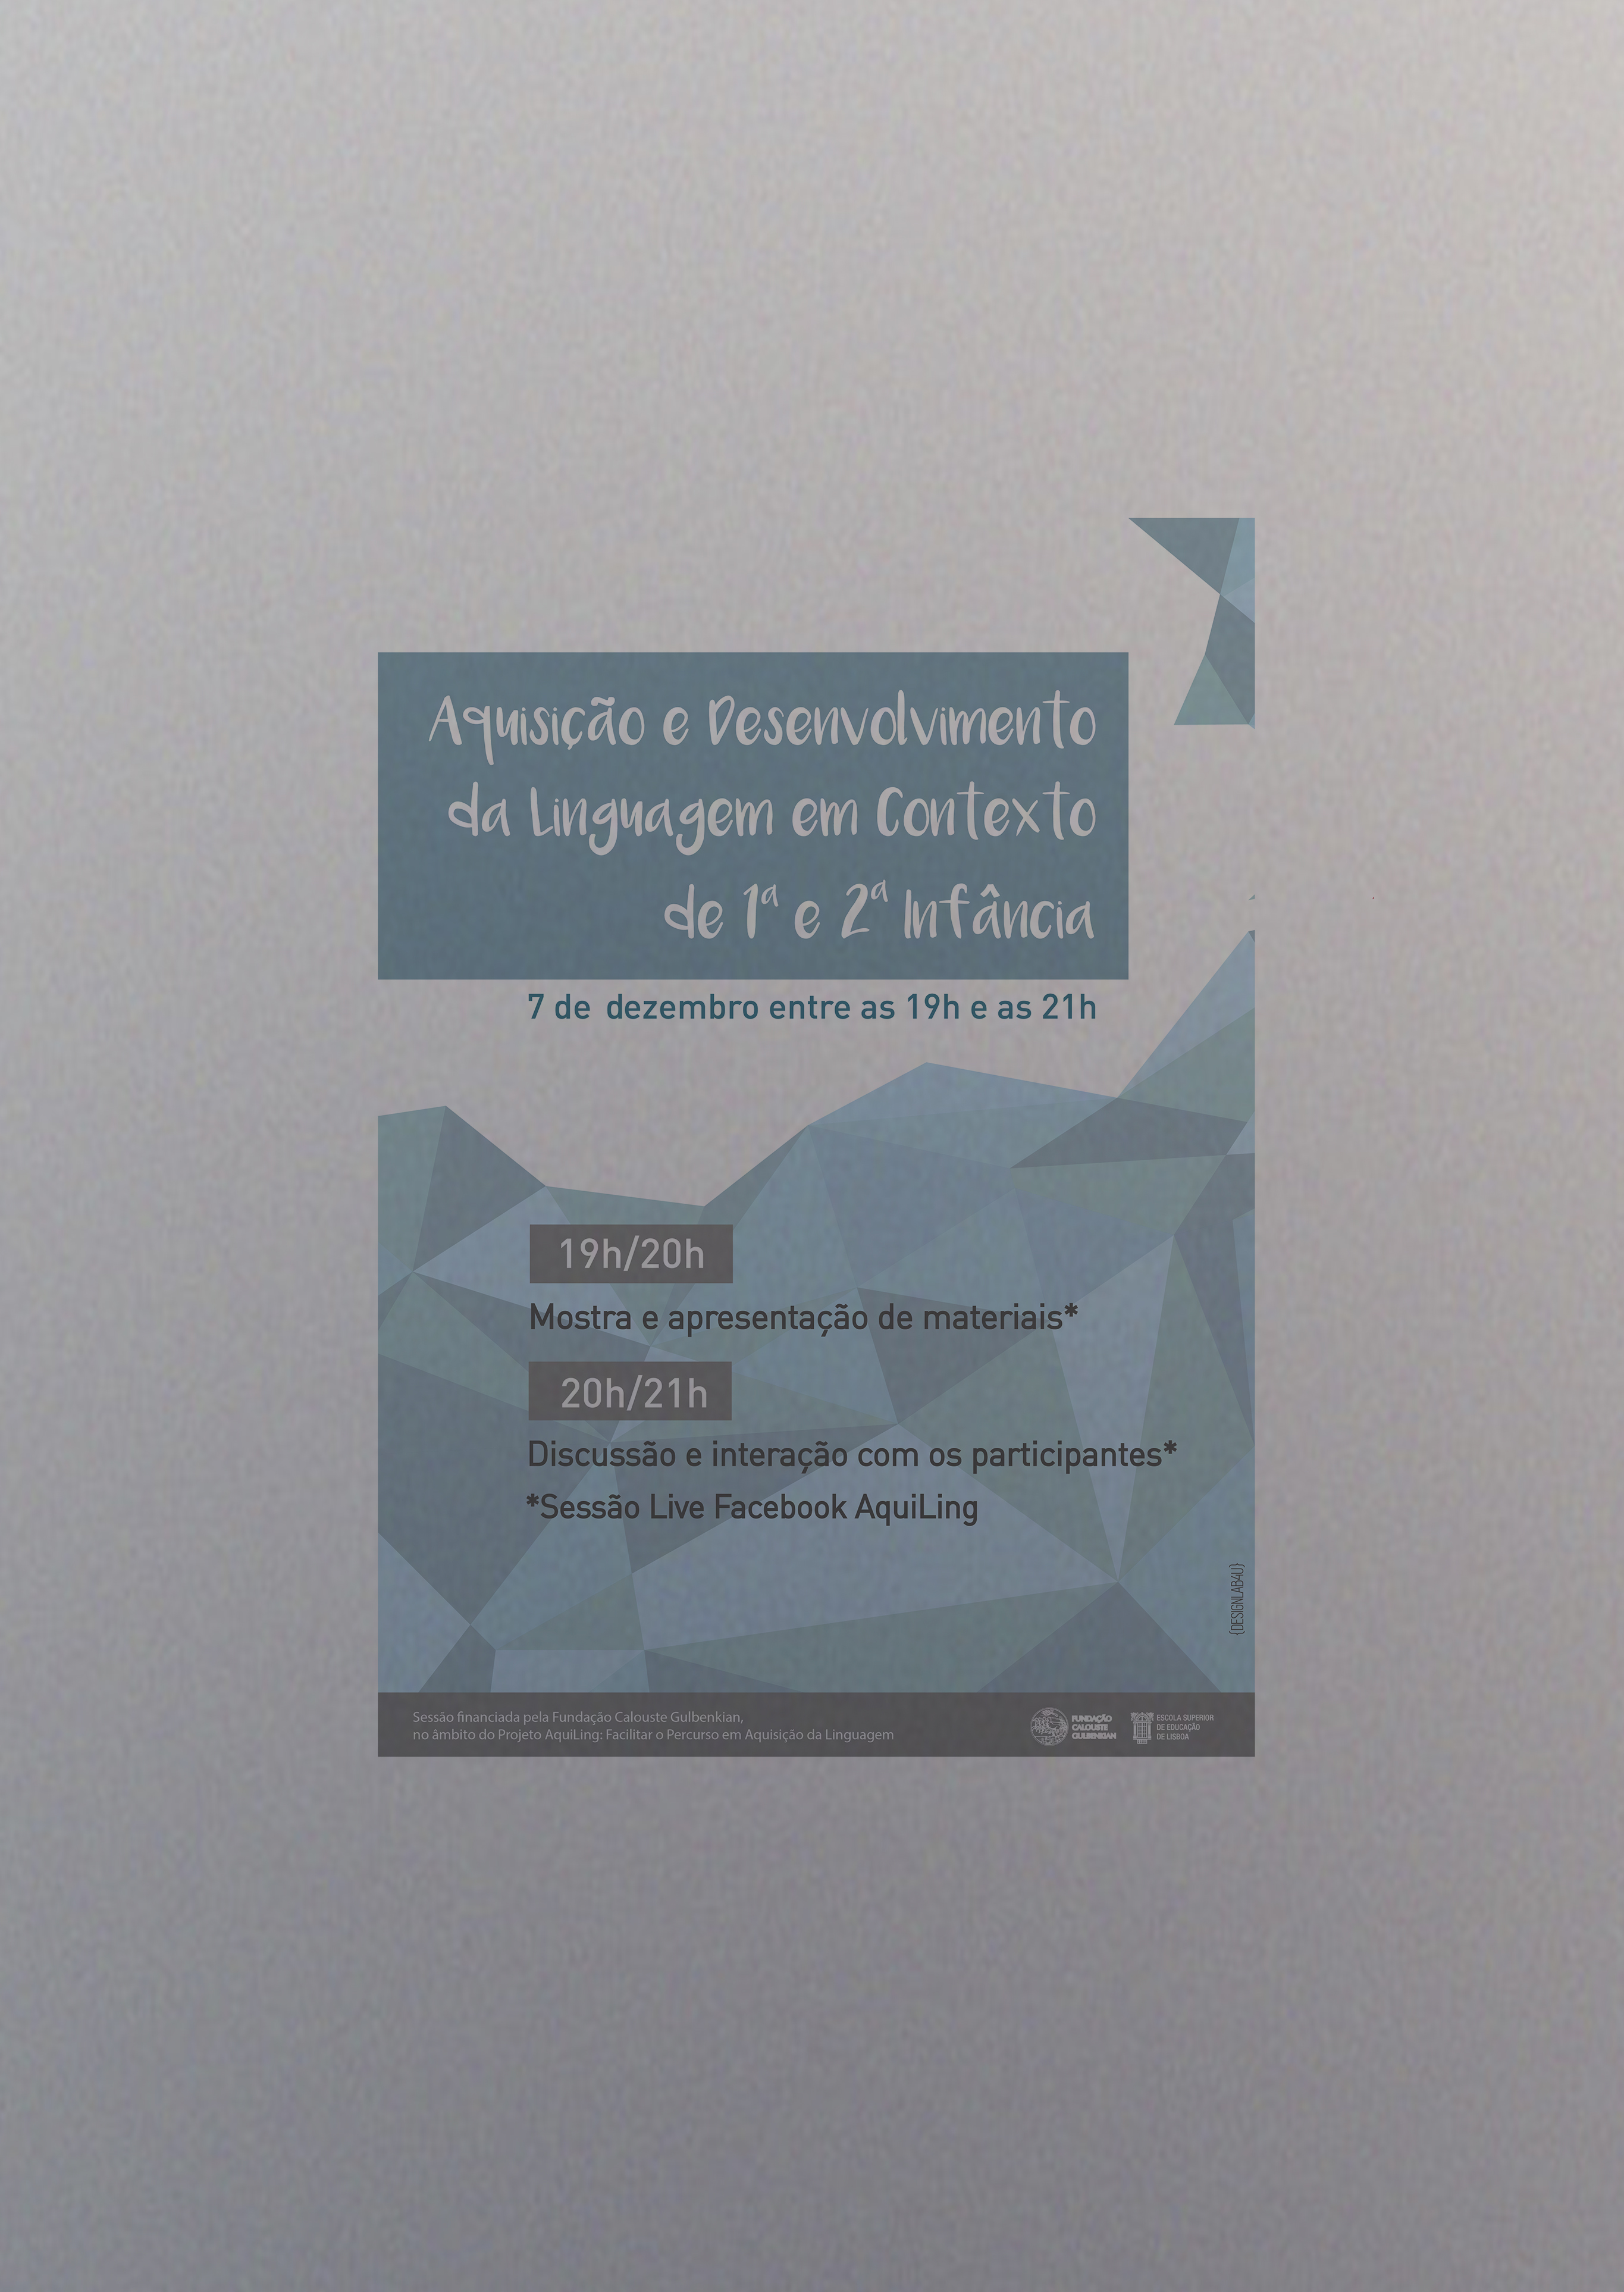 Aquisição e Desenvolvimento
da Linguagem em Contexto
de 1ª e 2ª Infância
7 de dezembro entre as 19h e as 21h
19h/20h
Mostra e apresentação de materiais*
20h/21h
Discussão e interação com os participantes*
*Sessão Live Facebook AquiLing
{DESIGNLAB4U}
Sessão financiada pela Fundação Calouste Gulbenkian,
no âmbito do Projeto AquiLing: Facilitar o Percurso em Aquisição da Linguagem
FUNDAÇÃO
CALOUSTE
GULBENKIAN
ESCOLA SUPERIOR
DE EDUCAÇÃO
DE LISBOA